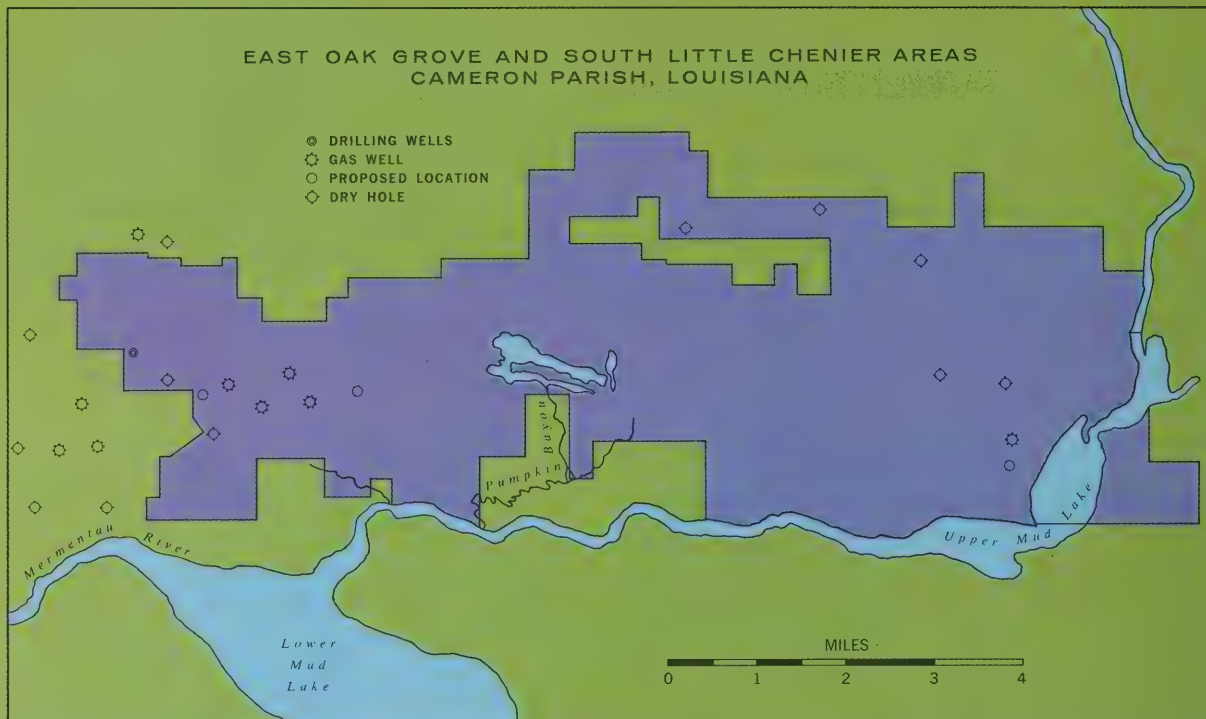 EAST OAK GROVE AND SOUTH LITTLE CHENIER AREAS
CAMERON PARISH, LOUISIANA
DRILLING WELLS
GAS WELL
PROPOSED LOCATION
DRY HOLE
Pumpkin Bayou
Mermentau River
Upper Mud Lake
Lower
Mud
Lake
MILES
0 1 2 3 4